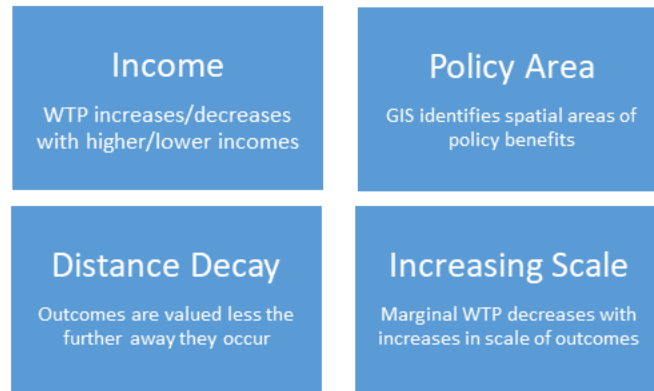 Income
WTP increases/decreases
with higher/lower incomes
Policy Area
GIS identifies spatial areas of
policy benefits
Distance Decay
Outcomes are valued less the
further away they occur
Increasing Scale
Marginal WTP decreases with
increases in scale of outcomes